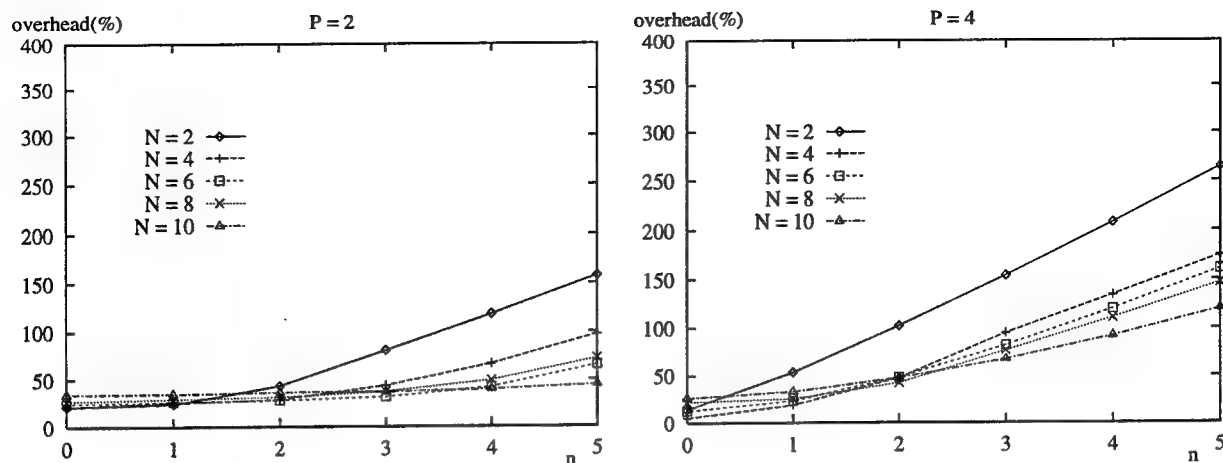 overhead(%)
P = 2
400
350
300
250
200
150
100
50
0
N = 2
N = 4
N = 6
N = 8
N = 10
0
1
2
3
4
5
n
overhead(%)
P = 4
400
350
300
250
200
150
100
50
0
N = 2
N = 4
N = 6
N = 8
N = 10
0
1
2
3
4
5
n